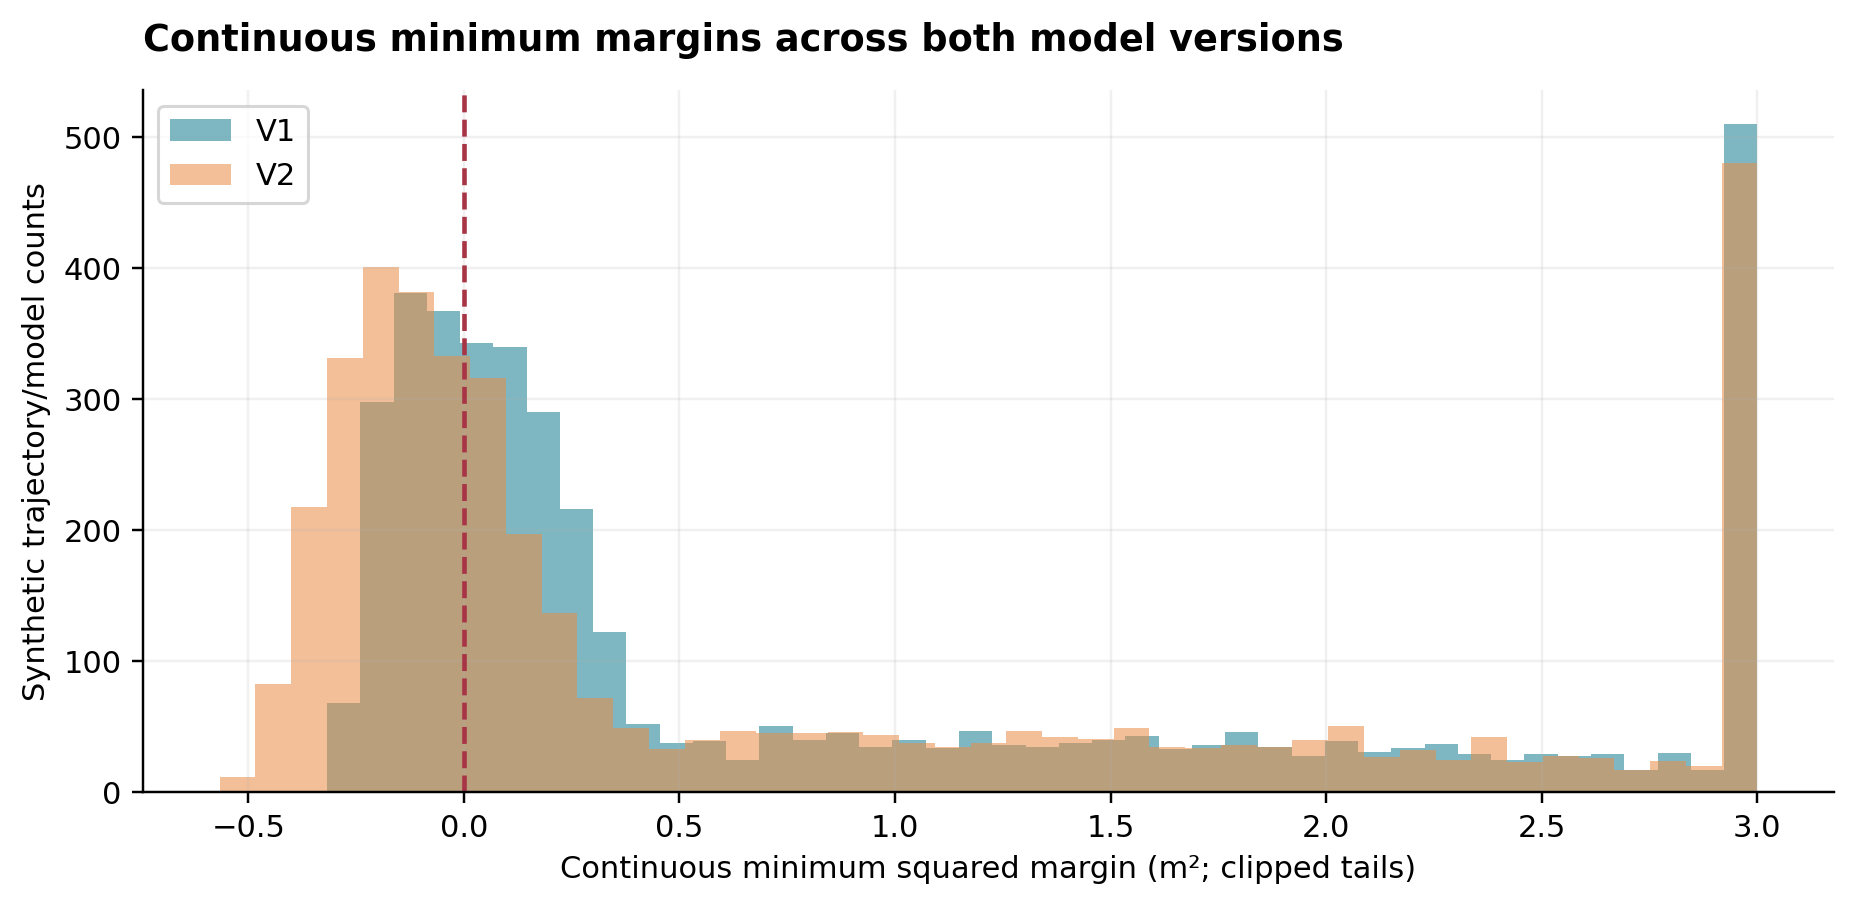 Continuous minimum margins across both model versions
V1
V2
Synthetic trajectory/model counts
500
400
300
200
100
0
−0.5
0.0
0.5
1.0
1.5
2.0
2.5
3.0
Continuous minimum squared margin (m²; clipped tails)